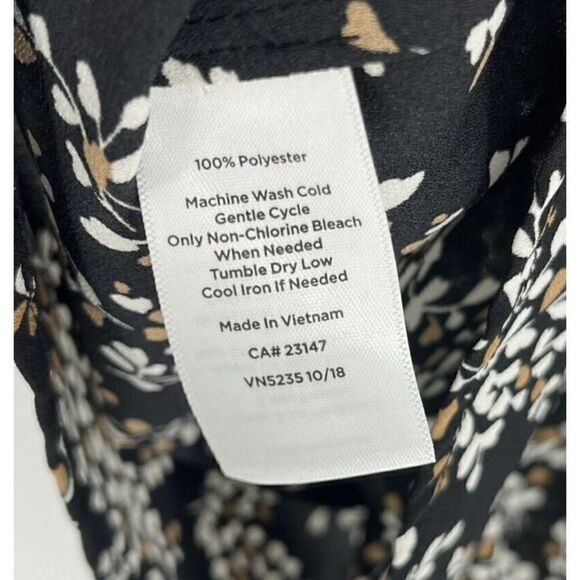 100% Polyester
Machine Wash Cold
Gentle Cycle
Only Non-Chlorine Bleach
When Needed
Tumble Dry Low
Cool Iron If Needed
Made In Vietnam
CA# 23147
VN5235 10/18